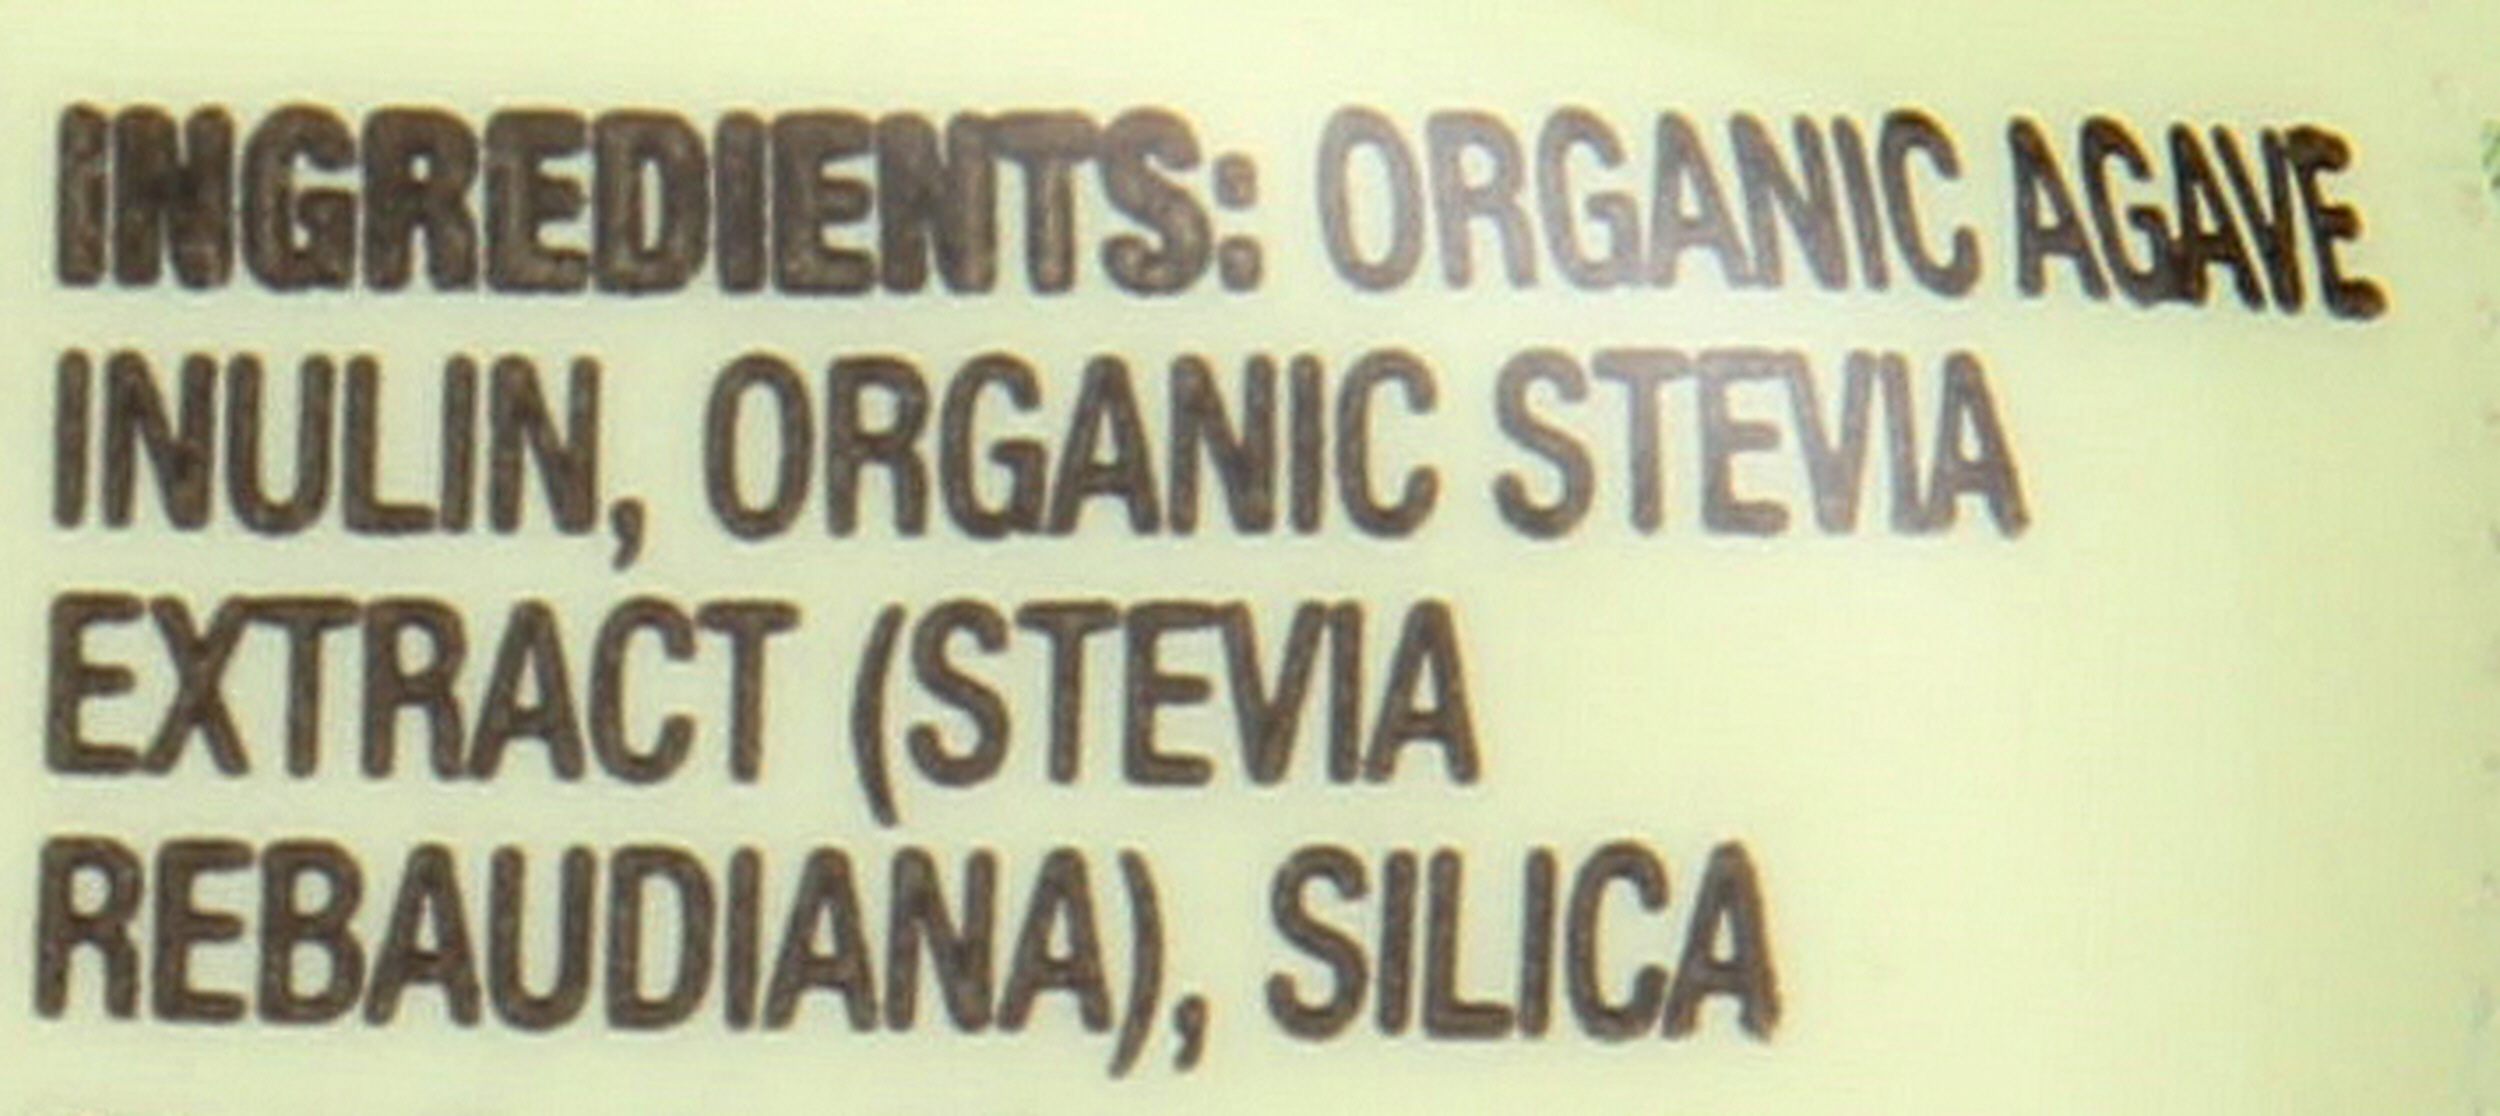 INGREDIENTS: ORGANIC AGAVE
INULIN, ORGANIC STEVIA
EXTRACT (STEVIA
REBAUDIANA), SILICA